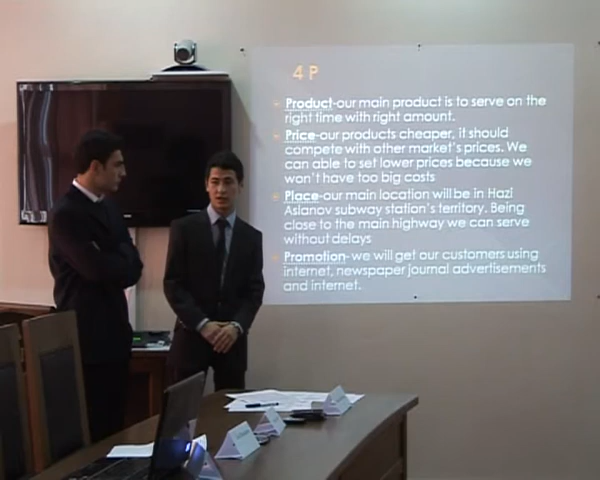 4 P
Product-our main product is to serve on the
right time with right amount.
Price-our products cheaper, it should
compete with other market's prices. We
can able to set lower prices because we
won't have too big costs
Place-our main location will be in Hazi
Aslanov subway station's territory. Being
close to the main highway we can serve
without delays
Promotion- we will get our customers using
internet, newspaper journal advertisements
and internet.